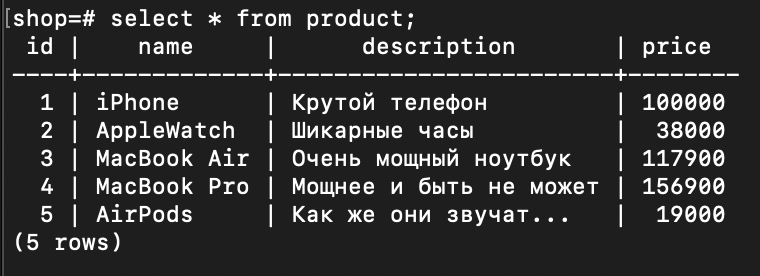 [shop=# select * from product;
 id |    name     |       description       | price
----+-------------+-------------------------+--------
  1 | iPhone      | Крутой телефон          | 100000
  2 | AppleWatch  | Шикарные часы           |  38000
  3 | MacBook Air | Очень мощный ноутбук    | 117900
  4 | MacBook Pro | Мощнее и быть не может | 156900
  5 | AirPods     | Как же они звучат...    |  19000
(5 rows)